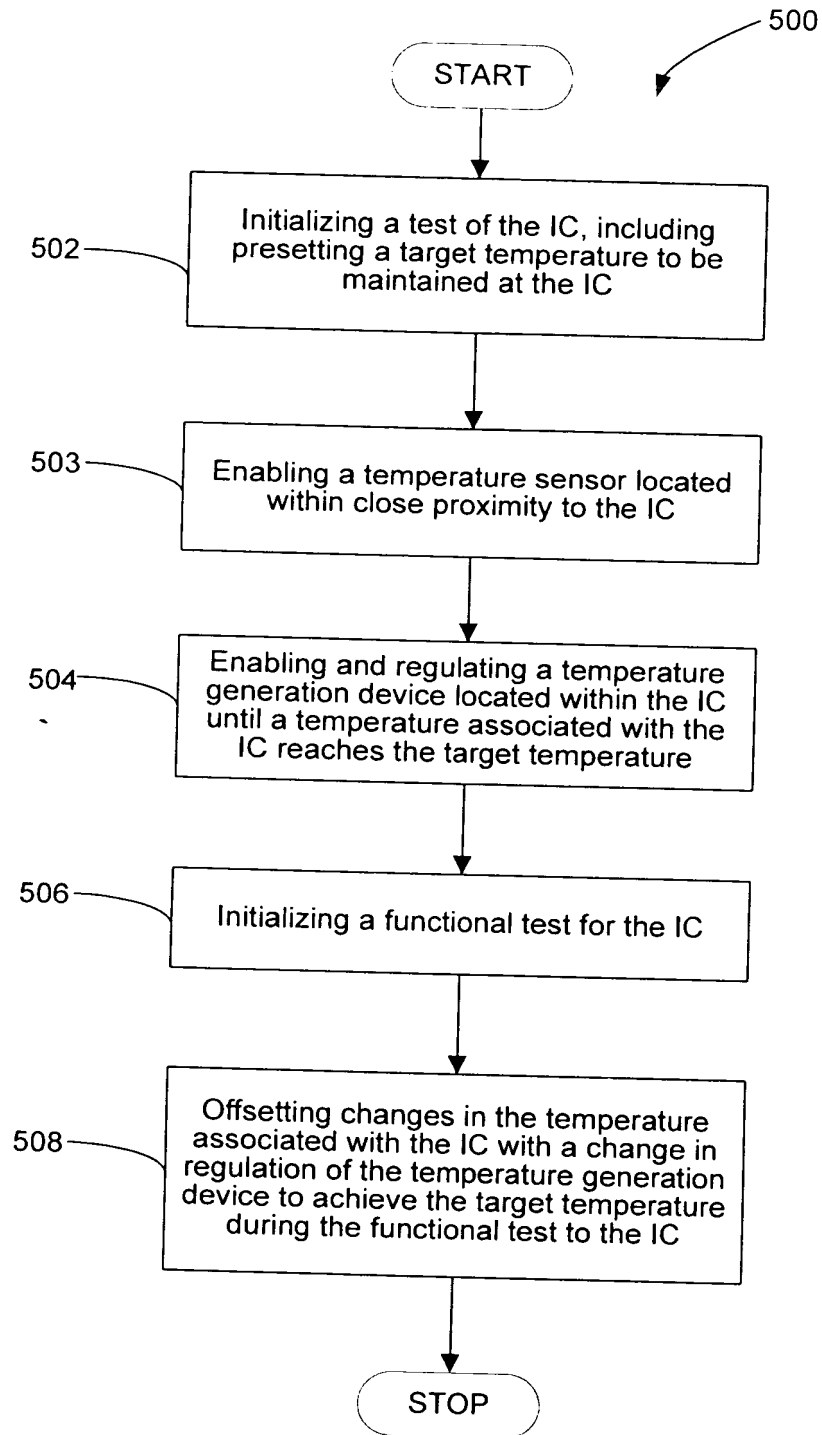 500
START
502
Initializing a test of the IC, including
presetting a target temperature to be
maintained at the IC
503
Enabling a temperature sensor located
within close proximity to the IC
504
Enabling and regulating a temperature
generation device located within the IC
until a temperature associated with the
IC reaches the target temperature
506
Initializing a functional test for the IC
508
Offsetting changes in the temperature
associated with the IC with a change in
regulation of the temperature generation
device to achieve the target temperature
during the functional test to the IC
STOP